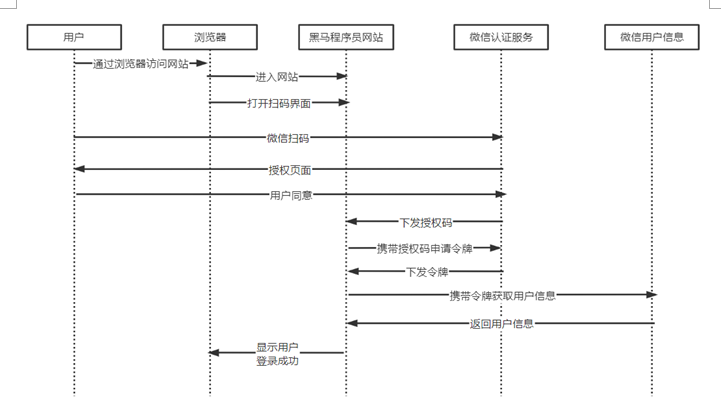 用户
浏览器
黑马程序员网站
微信认证服务
微信用户信息
通过浏览器访问网站
进入网站
打开扫码界面
微信扫码
授权页面
用户同意
下发授权码
携带授权码申请令牌
下发令牌
携带令牌获取用户信息
返回用户信息
显示用户
登录成功